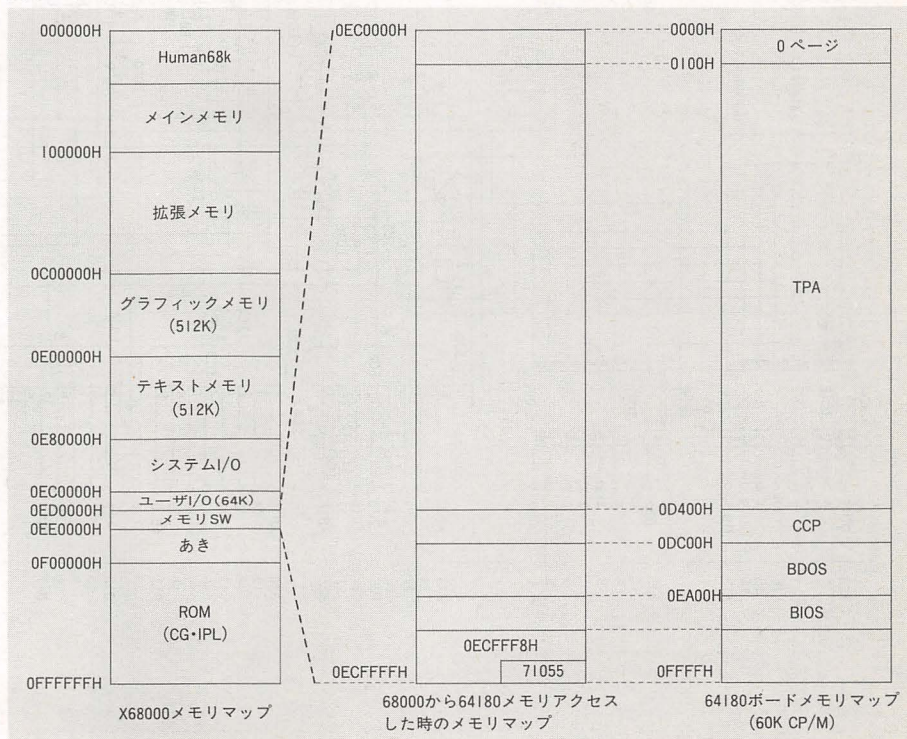 000000H
Human68k
メインメモリ
100000H
拡張メモリ
0C00000H
グラフィックメモリ
(512K)
0E00000H
テキストメモリ
(512K)
0E80000H
システムI/O
0EC0000H
ユーザI/O(64K)
0ED0000H
メモリSW
0EE0000H
あき
0F00000H
ROM
(CG・IPL)
0FFFFFFH
X68000メモリマップ
0EC0000H
0ECFFF8H
71055
0ECFFFFH
68000から64180メモリアクセス
した時のメモリマップ
0000H
0 ページ
0100H
TPA
0D400H
CCP
0DC00H
BDOS
0EA00H
BIOS
0FFFFH
64180ボードメモリマップ
(60K CP/M)